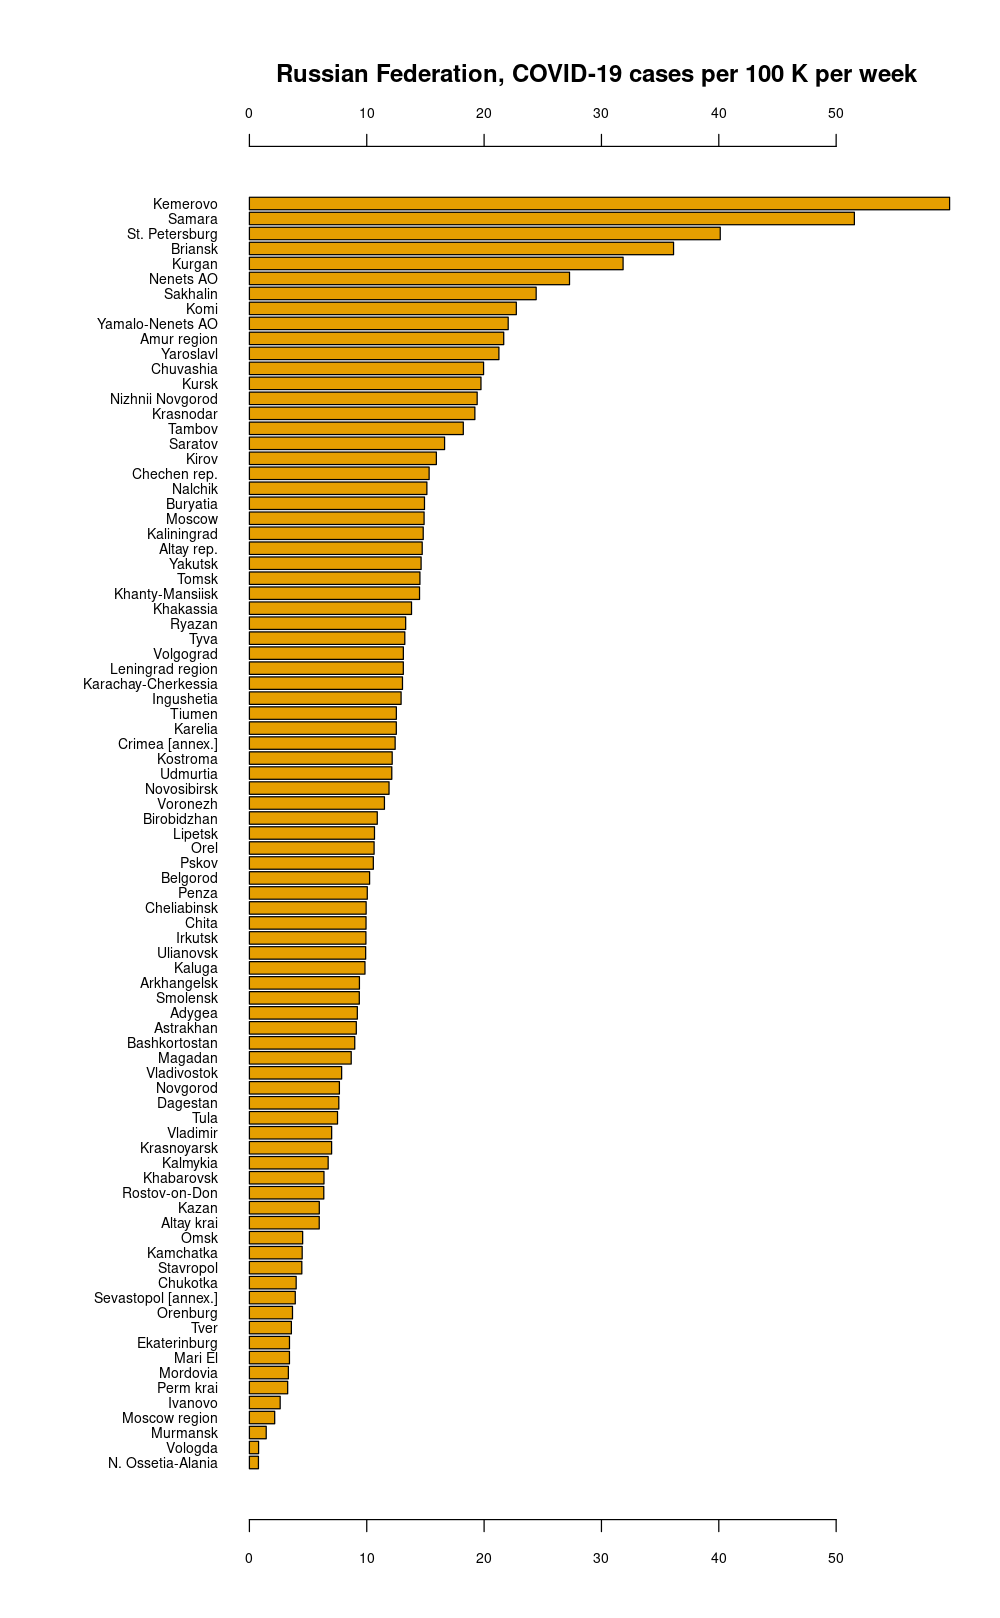 Russian Federation, COVID-19 cases per 100 K per week
0 10 20 30 40 50
Kemerovo
Samara
St. Petersburg
Briansk
Kurgan
Nenets AO
Sakhalin
Komi
Yamalo-Nenets AO
Amur region
Yaroslavl
Chuvashia
Kursk
Nizhnii Novgorod
Krasnodar
Tambov
Saratov
Kirov
Chechen rep.
Nalchik
Buryatia
Moscow
Kaliningrad
Altay rep.
Yakutsk
Tomsk
Khanty-Mansiisk
Khakassia
Ryazan
Tyva
Volgograd
Leningrad region
Karachay-Cherkessia
Ingushetia
Tiumen
Karelia
Crimea [annex.]
Kostroma
Udmurtia
Novosibirsk
Voronezh
Birobidzhan
Lipetsk
Orel
Pskov
Belgorod
Penza
Cheliabinsk
Chita
Irkutsk
Ulianovsk
Kaluga
Arkhangelsk
Smolensk
Adygea
Astrakhan
Bashkortostan
Magadan
Vladivostok
Novgorod
Dagestan
Tula
Vladimir
Krasnoyarsk
Kalmykia
Khabarovsk
Rostov-on-Don
Kazan
Altay krai
Omsk
Kamchatka
Stavropol
Chukotka
Sevastopol [annex.]
Orenburg
Tver
Ekaterinburg
Mari El
Mordovia
Perm krai
Ivanovo
Moscow region
Murmansk
Vologda
N. Ossetia-Alania
0 10 20 30 40 50